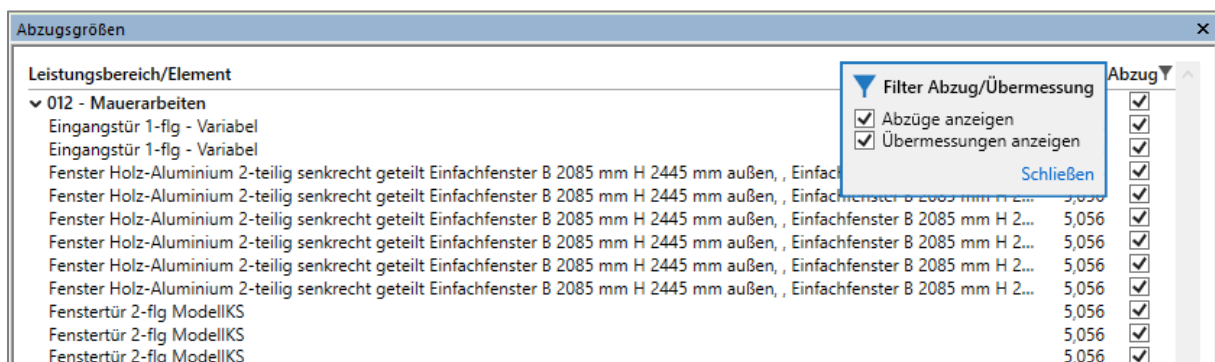 Abzugsgrößen
Leistungsbereich/Element
Abzug
Filter Abzug/Übermessung
Abzüge anzeigen
Übermessungen anzeigen
Schließen
012 - Mauerarbeiten
Eingangstür 1-flg - Variabel
Eingangstür 1-flg - Variabel
Fenster Holz-Aluminium 2-teilig senkrecht geteilt Einfachfenster B 2085 mm H 2445 mm außen, , Einfach
Fenster Holz-Aluminium 2-teilig senkrecht geteilt Einfachfenster B 2085 mm H 2445 mm außen, , Einfachfenster B 2085 mm H 2... 5,056
Fenster Holz-Aluminium 2-teilig senkrecht geteilt Einfachfenster B 2085 mm H 2445 mm außen, , Einfachfenster B 2085 mm H 2... 5,056
Fenster Holz-Aluminium 2-teilig senkrecht geteilt Einfachfenster B 2085 mm H 2445 mm außen, , Einfachfenster B 2085 mm H 2... 5,056
Fenster Holz-Aluminium 2-teilig senkrecht geteilt Einfachfenster B 2085 mm H 2445 mm außen, , Einfachfenster B 2085 mm H 2... 5,056
Fenster Holz-Aluminium 2-teilig senkrecht geteilt Einfachfenster B 2085 mm H 2445 mm außen, , Einfachfenster B 2085 mm H 2... 5,056
Fenstertür 2-flg ModellKS 5,056
Fenstertür 2-flg ModellKS 5,056
Fenstertür 2-flg ModellKS 5,056